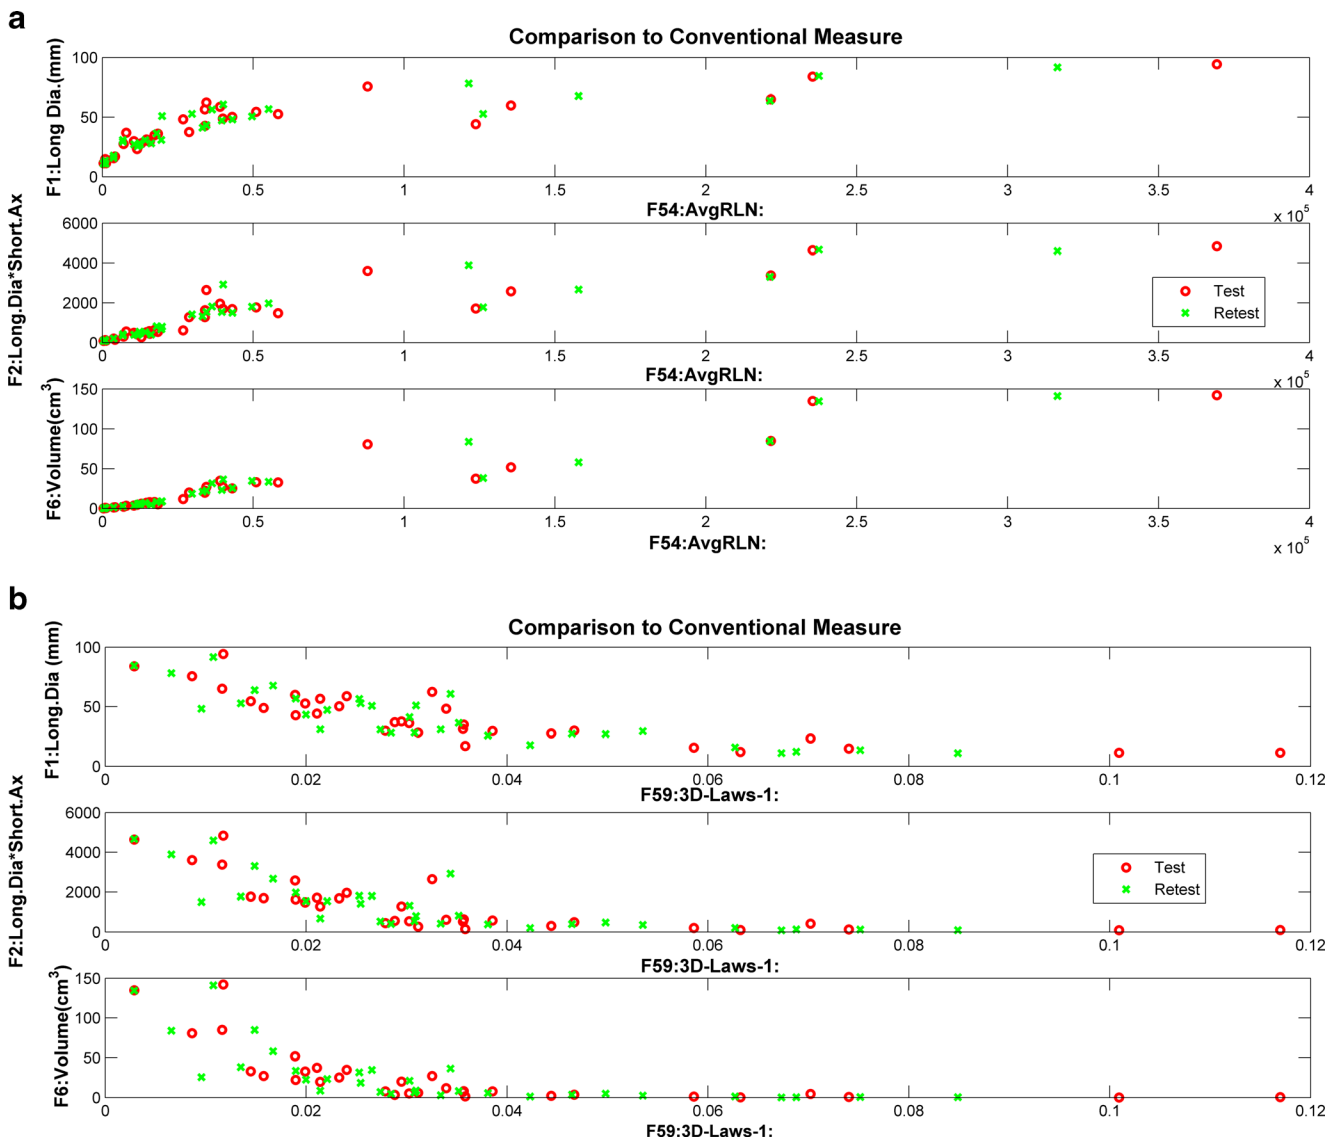 a
Comparison to Conventional Measure
F1:Long Dia.(mm)
100
50
0
0 0.5 1 1.5 2 2.5 3 3.5 4
F54:AvgRLN:
x 10^5
F2:Long.Dia*Short.Ax
6000
4000
2000
0
0 0.5 1 1.5 2 2.5 3 3.5 4
F54:AvgRLN:
x 10^5
Test
Retest
F6:Volume(cm^3)
150
100
50
0
0 0.5 1 1.5 2 2.5 3 3.5 4
F54:AvgRLN:
x 10^5
b
Comparison to Conventional Measure
F1:Long.Dia (mm)
100
50
0
0 0.02 0.04 0.06 0.08 0.1 0.12
F59:3D-Laws-1:
F2:Long.Dia*Short.Ax
6000
4000
2000
0
0 0.02 0.04 0.06 0.08 0.1 0.12
F59:3D-Laws-1:
Test
Retest
F6:Volume(cm^3)
150
100
50
0
0 0.02 0.04 0.06 0.08 0.1 0.12
F59:3D-Laws-1: